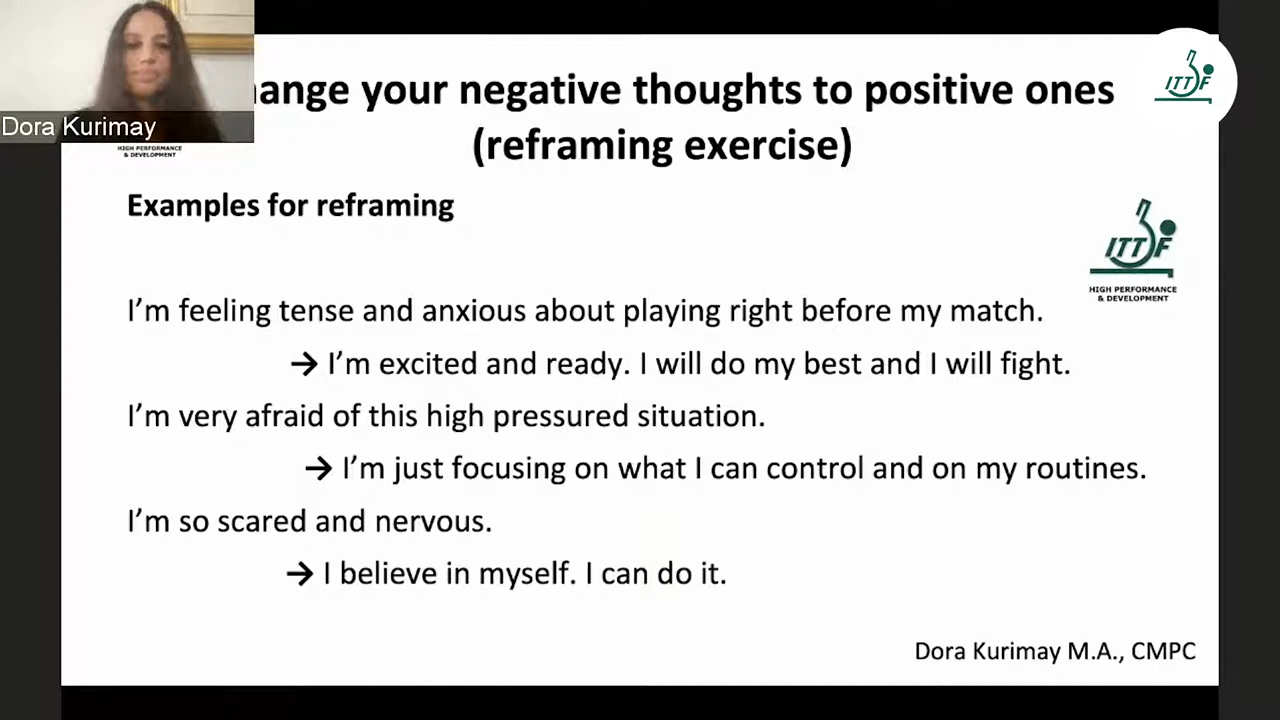 hange your negative thoughts to positive ones
(reframing exercise)
ITTF
Dora Kurimay
HIGH PERFORMANCE
& DEVELOPMENT
Examples for reframing
ITTF
HIGH PERFORMANCE
& DEVELOPMENT
I'm feeling tense and anxious about playing right before my match.
→ I'm excited and ready. I will do my best and I will fight.
I'm very afraid of this high pressured situation.
→ I'm just focusing on what I can control and on my routines.
I'm so scared and nervous.
→ I believe in myself. I can do it.
Dora Kurimay M.A., CMPC